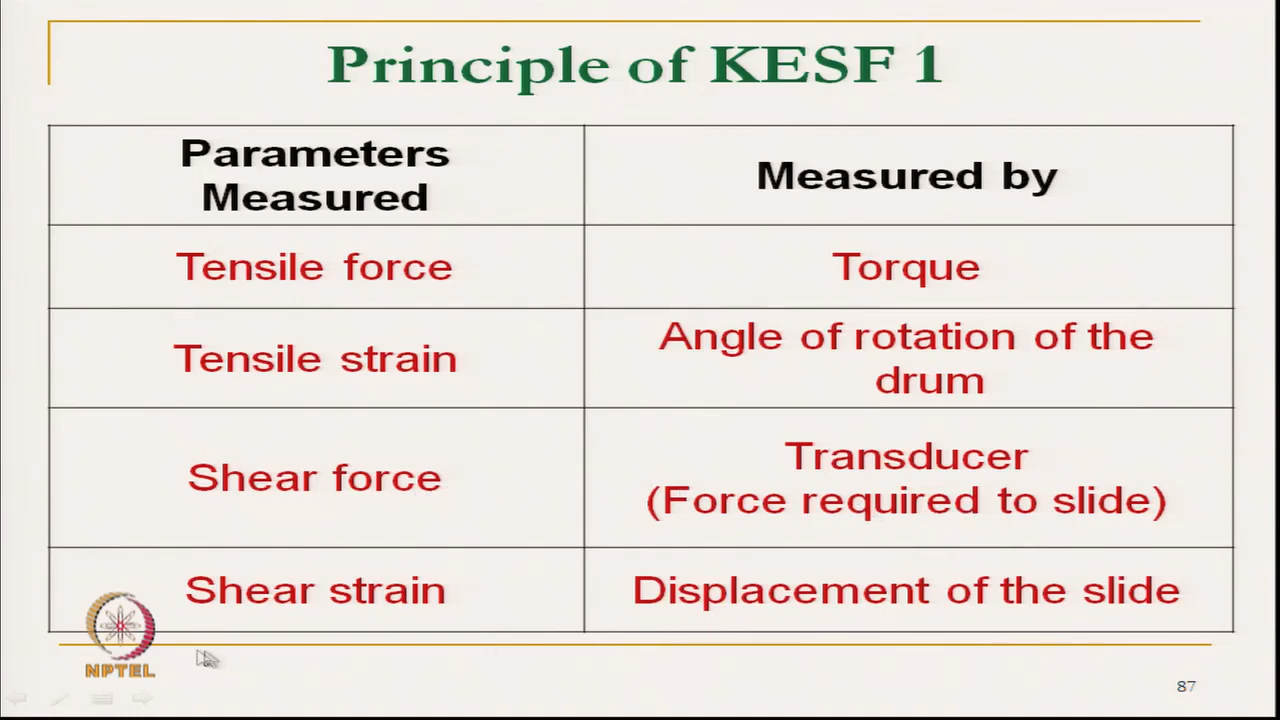 Principle of KESF 1
Parameters
Measured
Measured by
Tensile force
Torque
Tensile strain
Angle of rotation of the
drum
Shear force
Transducer
(Force required to slide)
Shear strain
Displacement of the slide
NPTEL
87